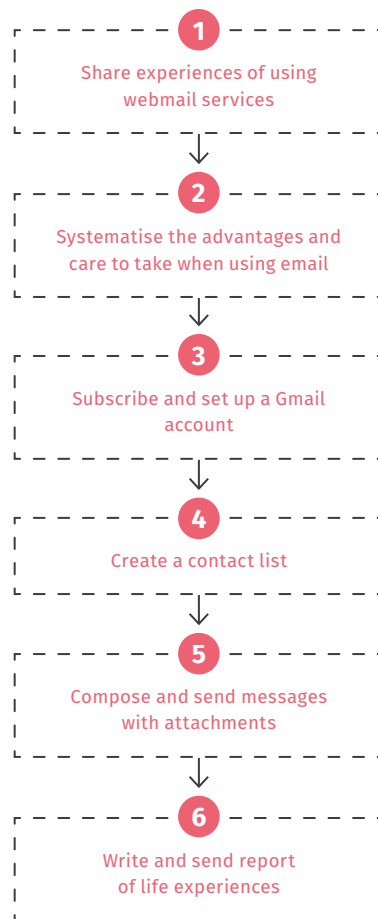 1
Share experiences of using
webmail services
2
Systematise the advantages and
care to take when using email
3
Subscribe and set up a Gmail
account
4
Create a contact list
5
Compose and send messages
with attachments
6
Write and send report
of life experiences